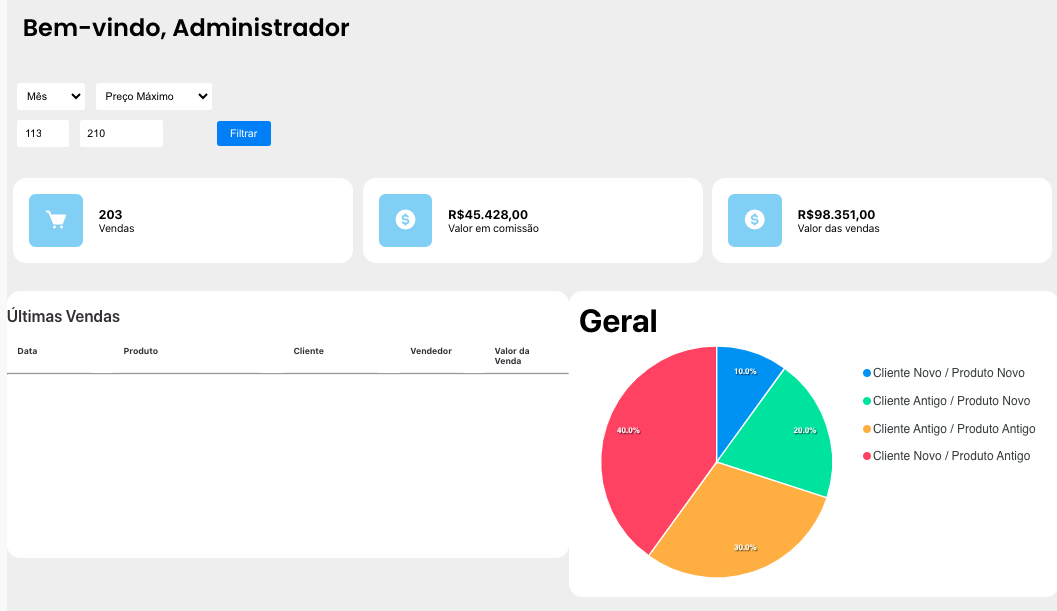 Bem-vindo, Administrador
Mês
Preço Máximo
113
210
Filtrar
203
Vendas
R$45.428,00
Valor em comissão
R$98.351,00
Valor das vendas
Últimas Vendas
Data
Produto
Cliente
Vendedor
Valor da
Venda
Geral
10.0%
20.0%
30.0%
40.0%
Cliente Novo / Produto Novo
Cliente Antigo / Produto Novo
Cliente Antigo / Produto Antigo
Cliente Novo / Produto Antigo